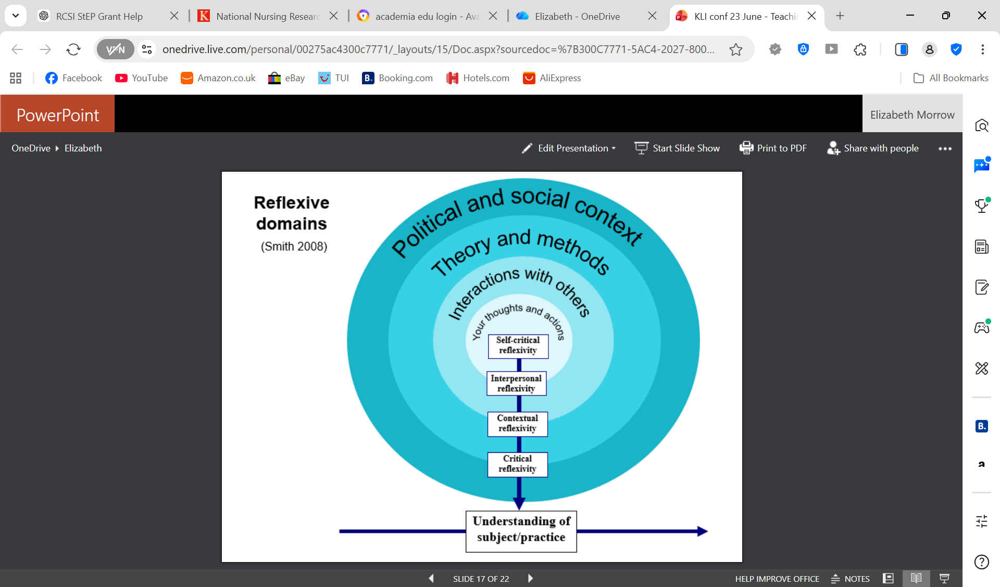 RCSI StEP Grant Help
National Nursing Researc
academia edu login - Ava
Elizabeth - OneDrive
KLI conf 23 June - Teachin
VPN
onedrive.live.com/personal/00275ac4300c7771/_layouts/15/Doc.aspx?sourcedoc=%7B300C7771-5AC4-2027-800...
Facebook
YouTube
Amazon.co.uk
eBay
TUI
B.
Booking.com
Hotels.com
AliExpress
All Bookmarks
PowerPoint
Elizabeth Morrow
OneDrive
Elizabeth
Edit Presentation
Start Slide Show
Print to PDF
Share with people
Reflexive
domains
(Smith 2008)
Political and social context
Theory and methods
Interactions with others
Your thoughts and actions
Self-critical
reflexivity
Interpersonal
reflexivity
Contextual
reflexivity
Critical
reflexivity
Understanding of
subject/practice
B.
a
SLIDE 17 OF 22
HELP IMPROVE OFFICE
NOTES